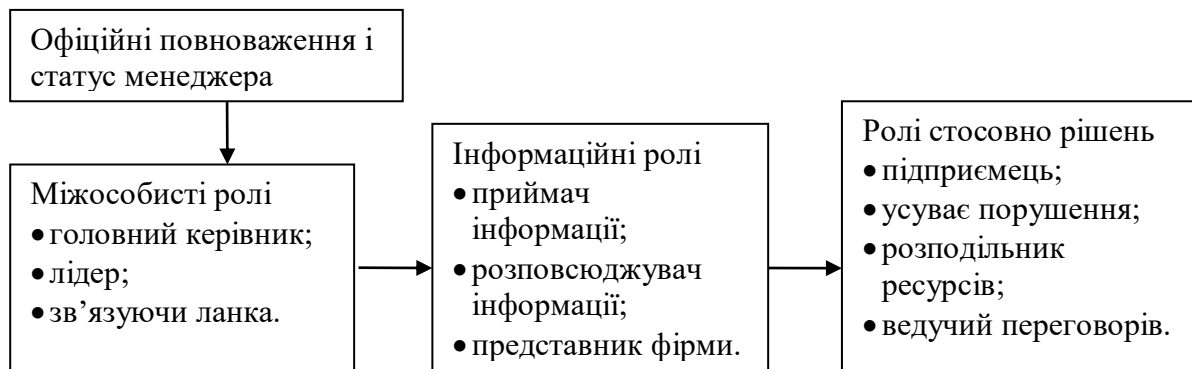 Офіційні повноваження і
статус менеджера
Міжособисті ролі
• головний керівник;
• лідер;
• зв’язуючи ланка.
Інформаційні ролі
• приймач
інформації;
• розповсюджувач
інформації;
• представник фірми.
Ролі стосовно рішень
• підприємець;
• усуває порушення;
• розподільник
ресурсів;
• ведучий переговорів.